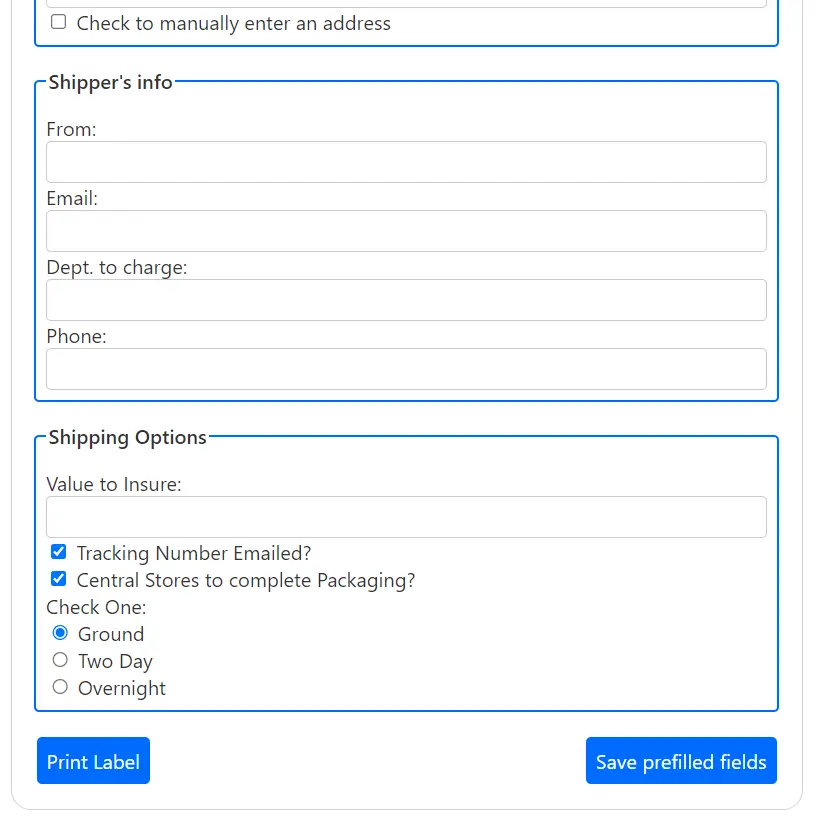 Check to manually enter an address
Shipper's info
From:
Email:
Dept. to charge:
Phone:
Shipping Options
Value to Insure:
Tracking Number Emailed?
Central Stores to complete Packaging?
Check One:
Ground
Two Day
Overnight
Print Label
Save prefilled fields